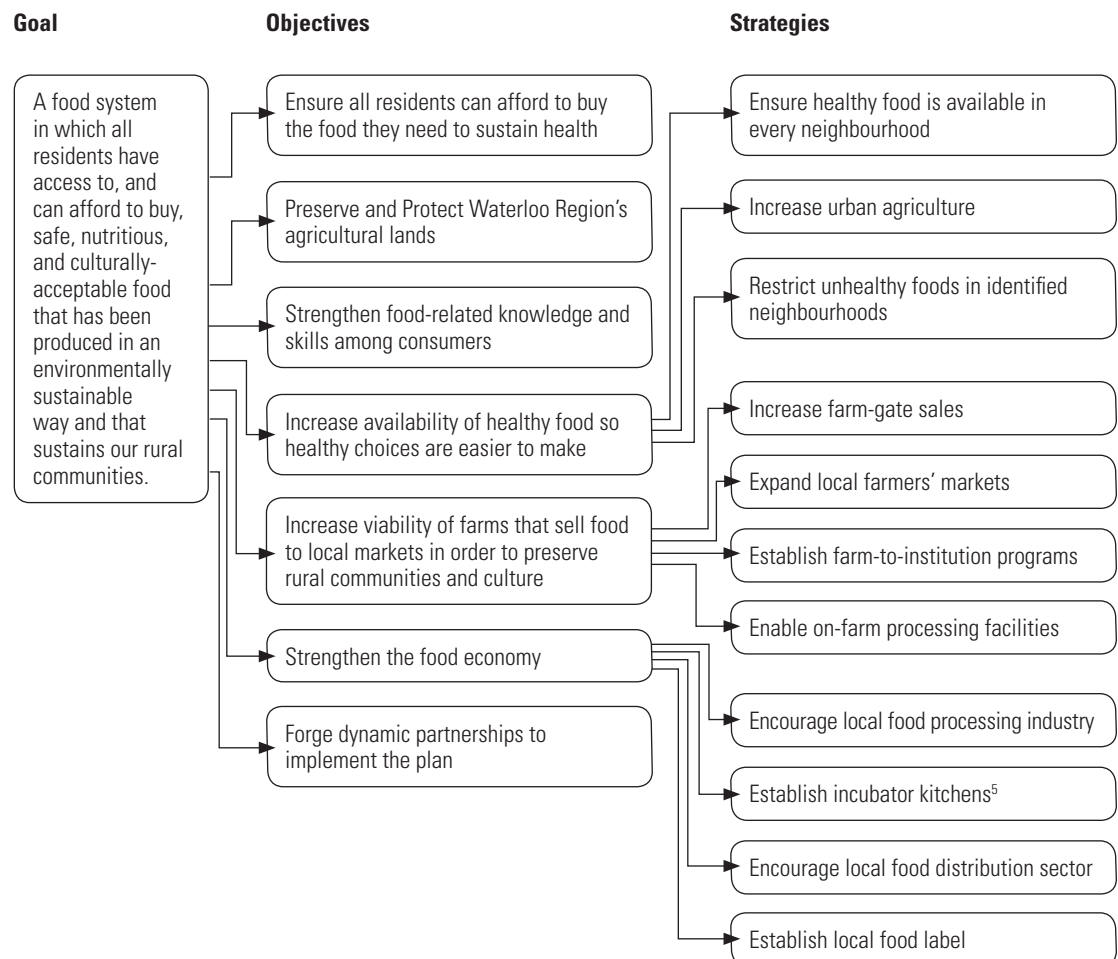 Goal
Objectives
Strategies
A food system
in which all
residents have
access to, and
can afford to buy,
safe, nutritious,
and culturally-
acceptable food
that has been
produced in an
environmentally
sustainable
way and that
sustains our rural
communities.
Ensure all residents can afford to buy
the food they need to sustain health
Preserve and Protect Waterloo Region's
agricultural lands
Strengthen food-related knowledge and
skills among consumers
Increase availability of healthy food so
healthy choices are easier to make
Increase viability of farms that sell food
to local markets in order to preserve
rural communities and culture
Strengthen the food economy
Forge dynamic partnerships to
implement the plan
Ensure healthy food is available in
every neighbourhood
Increase urban agriculture
Restrict unhealthy foods in identified
neighbourhoods
Increase farm-gate sales
Expand local farmers' markets
Establish farm-to-institution programs
Enable on-farm processing facilities
Encourage local food processing industry
Establish incubator kitchens⁵
Encourage local food distribution sector
Establish local food label